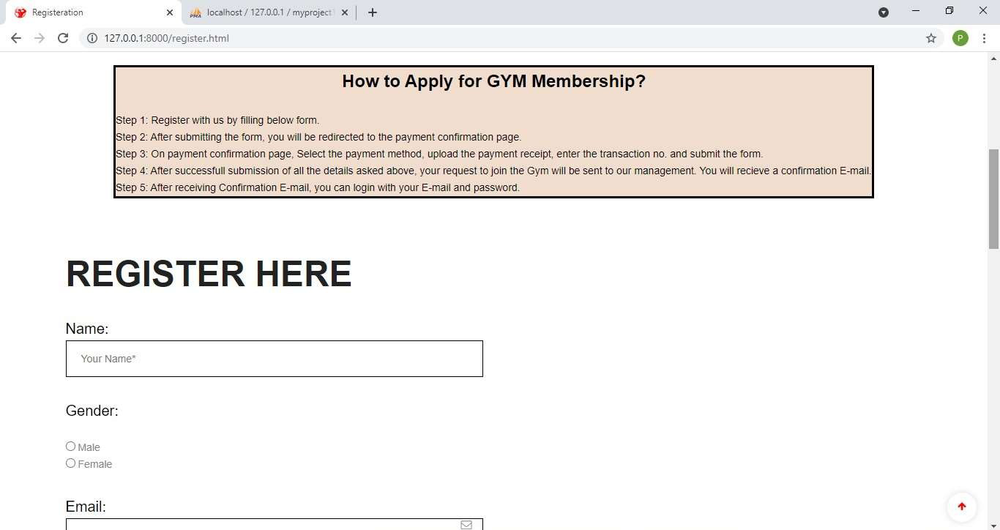 Registeration
localhost / 127.0.0.1 / myproject
127.0.0.1:8000/register.html
P
How to Apply for GYM Membership?
Step 1: Register with us by filling below form.
Step 2: After submitting the form, you will be redirected to the payment confirmation page.
Step 3: On payment confirmation page, Select the payment method, upload the payment receipt, enter the transaction no. and submit the form.
Step 4: After successfull submission of all the details asked above, your request to join the Gym will be sent to our management. You will recieve a confirmation E-mail.
Step 5: After receiving Confirmation E-mail, you can login with your E-mail and password.
REGISTER HERE
Name:
Your Name*
Gender:
Male
Female
Email: